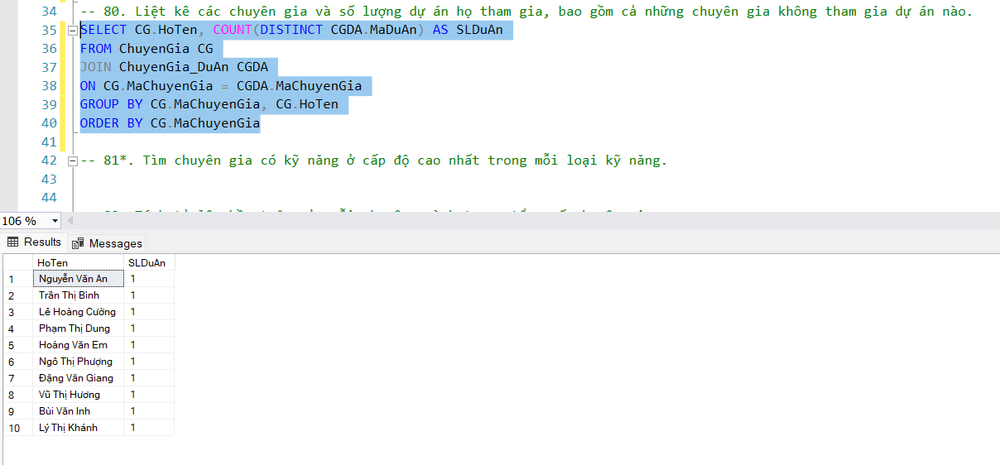 34 -- 80. Liệt kê các chuyên gia và số lượng dự án họ tham gia, bao gồm cả những chuyên gia không tham gia dự án nào.
35 SELECT CG.HoTen, COUNT(DISTINCT CGDA.MaDuAn) AS SLDuAn
36 FROM ChuyenGia CG
37 JOIN ChuyenGia_DuAn CGDA
38 ON CG.MaChuyenGia = CGDA.MaChuyenGia
39 GROUP BY CG.MaChuyenGia, CG.HoTen
40 ORDER BY CG.MaChuyenGia
41
42 -- 81*. Tìm chuyên gia có kỹ năng ở cấp độ cao nhất trong mỗi loại kỹ năng.
43
44
106 %
Results Messages
HoTen SLDuAn
1 Nguyễn Văn An 1
2 Trần Thị Bình 1
3 Lê Hoàng Cường 1
4 Phạm Thị Dung 1
5 Hoàng Văn Em 1
6 Ngô Thị Phượng 1
7 Đặng Văn Giang 1
8 Vũ Thị Hương 1
9 Bùi Văn Inh 1
10 Lý Thị Khánh 1